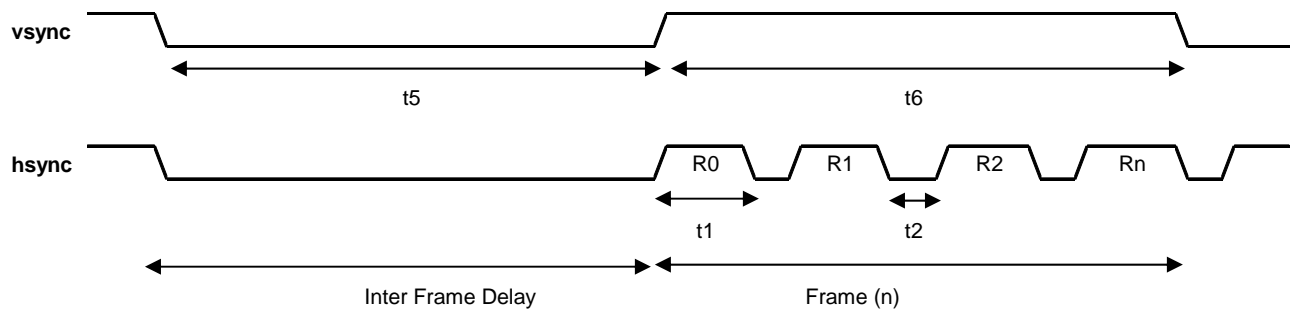 vsync
t5
t6
hsync
R0
R1
R2
Rn
t1
t2
Inter Frame Delay
Frame (n)